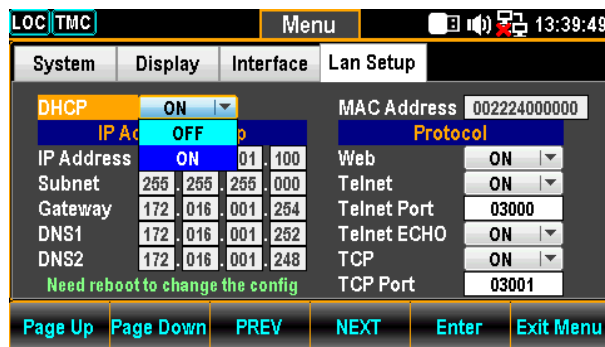 LOC TMC Menu 13:39:49
System Display Interface Lan Setup
DHCP ON MAC Address 002224000000
OFF Protocol
IP Address ON 100 Web ON
Subnet 255 . 255 . 255 . 000 Telnet ON
Gateway 172 . 016 . 001 . 254 Telnet Port 03000
DNS1 172 . 016 . 001 . 252 Telnet ECHO ON
DNS2 172 . 016 . 001 . 248 TCP ON
Need reboot to change the config TCP Port 03001
Page Up Page Down PREV NEXT Enter Exit Menu